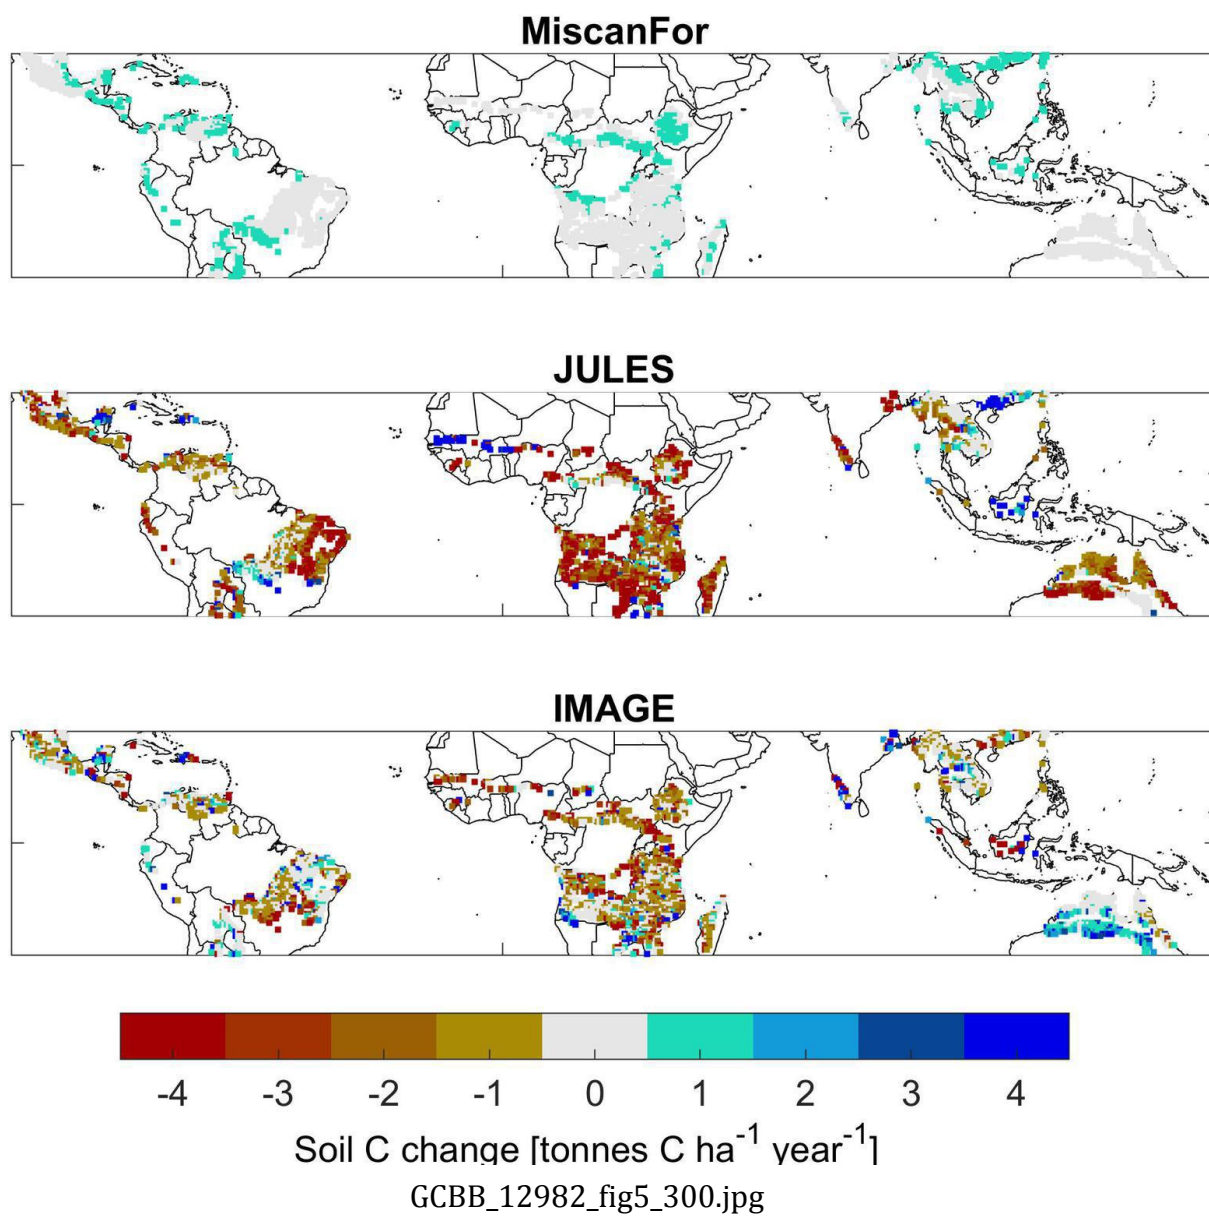 MiscanFor
JULES
IMAGE
-4 -3 -2 -1 0 1 2 3 4
Soil C change [tonnes C ha⁻¹ year⁻¹]
GCBB_12982_fig5_300.jpg